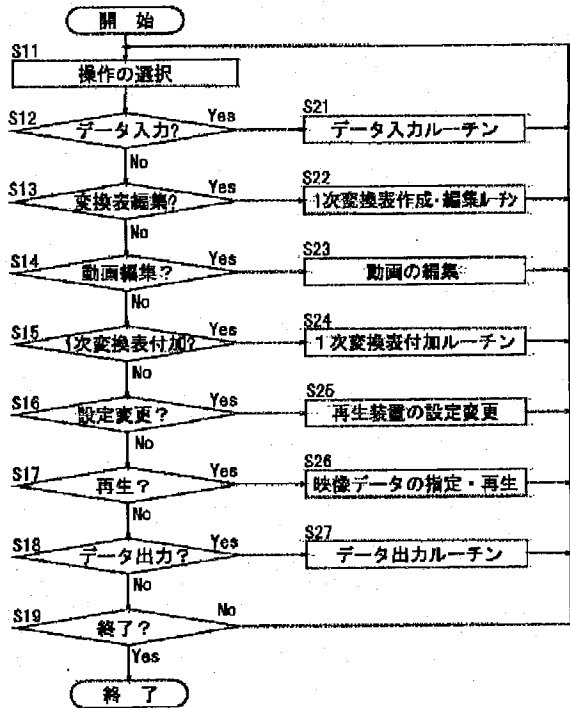 開 始
S11
操作の選択
S12
データ入力?
Yes
S21
データ入力ルーチン
No
S13
変換表編集?
Yes
S22
1次変換表作成・編集ルーチン
No
S14
動画編集?
Yes
S23
動画の編集
No
S15
1次変換表付加?
Yes
S24
1次変換表付加ルーチン
No
S16
設定変更?
Yes
S25
再生装置の設定変更
No
S17
再生?
Yes
S26
映像データの指定・再生
No
S18
データ出力?
Yes
S27
データ出力ルーチン
No
S19
終了?
No
Yes
終 了